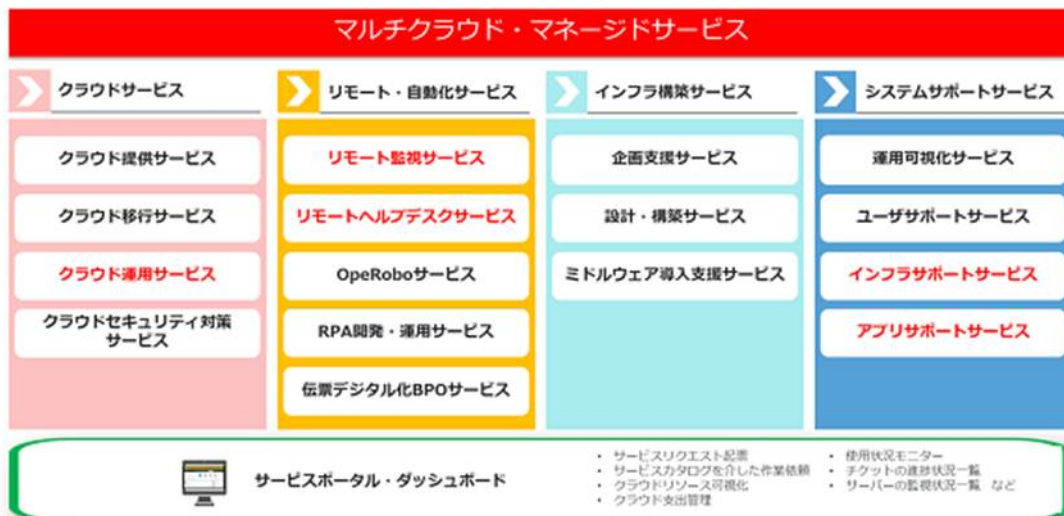 マルチクラウド・マネージドサービス
クラウドサービス
クラウド提供サービス
クラウド移行サービス
クラウド運用サービス
クラウドセキュリティ対策
サービス
リモート・自動化サービス
リモート監視サービス
リモートヘルプデスクサービス
OpeRoboサービス
RPA開発・運用サービス
伝票デジタル化BPOサービス
インフラ構築サービス
企画支援サービス
設計・構築サービス
ミドルウェア導入支援サービス
システムサポートサービス
運用可視化サービス
ユーザサポートサービス
インフラサポートサービス
アプリサポートサービス
サービスポータル・ダッシュボード
・ サービスリクエスト起票
・ サービスカタログを介した作業依頼
・ クラウドリソース可視化
・ クラウド支出管理
・ 使用状況モニター
・ チケットの進捗状況一覧
・ サーバーの監視状況一覧 など